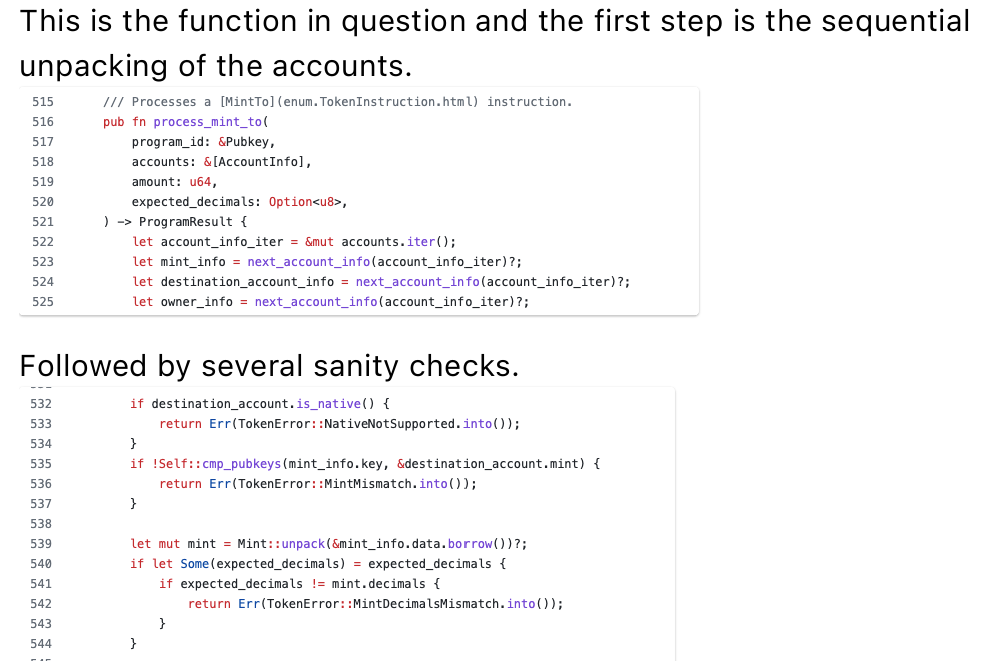 This is the function in question and the first step is the sequential
unpacking of the accounts.
515 /// Processes a [MintTo](enum.TokenInstruction.html) instruction.
516 pub fn process_mint_to(
517 program_id: &Pubkey,
518 accounts: &[AccountInfo],
519 amount: u64,
520 expected_decimals: Option<u8>,
521 ) -> ProgramResult {
522 let account_info_iter = &mut accounts.iter();
523 let mint_info = next_account_info(account_info_iter)?;
524 let destination_account_info = next_account_info(account_info_iter)?;
525 let owner_info = next_account_info(account_info_iter)?;
Followed by several sanity checks.
532 if destination_account.is_native() {
533 return Err(TokenError::NativeNotSupported.into());
534 }
535 if !Self::cmp_pubkeys(mint_info.key, &destination_account.mint) {
536 return Err(TokenError::MintMismatch.into());
537 }
538
539 let mut mint = Mint::unpack(&mint_info.data.borrow())?;
540 if let Some(expected_decimals) = expected_decimals {
541 if expected_decimals != mint.decimals {
542 return Err(TokenError::MintDecimalsMismatch.into());
543 }
544 }